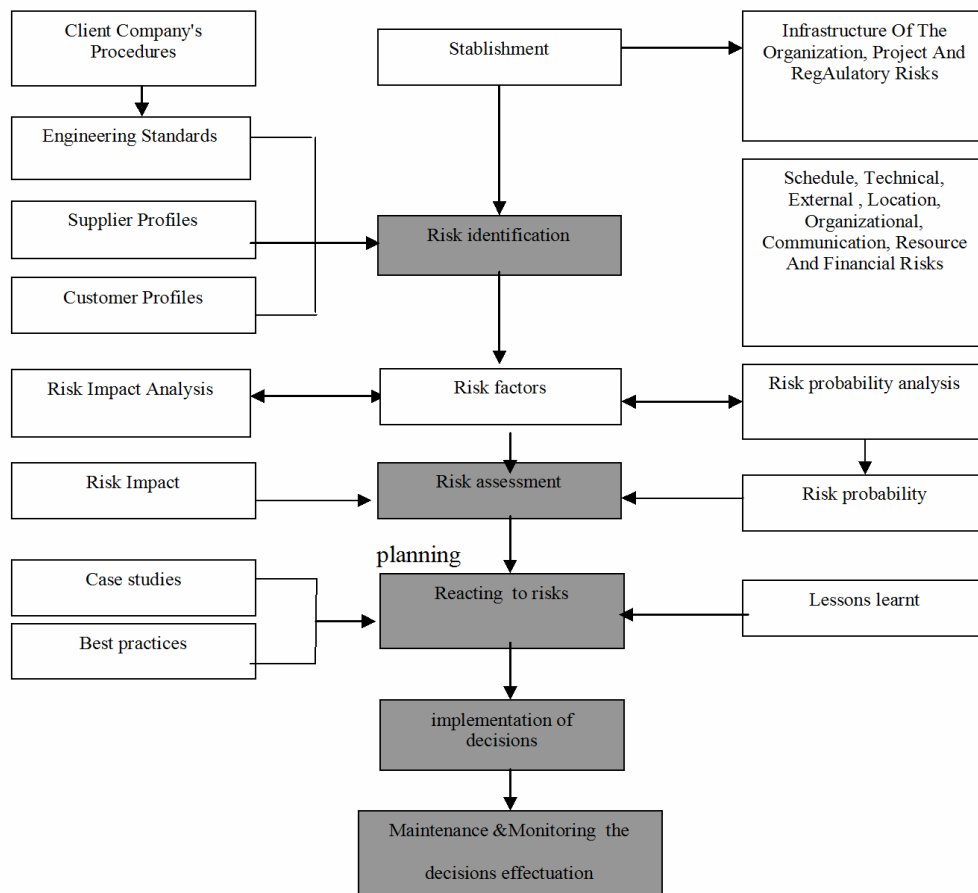 Client Company's
Procedures
Stablishment
Infrastructure Of The
Organization, Project And
RegAulatory Risks
Engineering Standards
Schedule, Technical,
External , Location,
Organizational,
Communication, Resource
And Financial Risks
Supplier Profiles
Risk identification
Customer Profiles
Risk Impact Analysis
Risk factors
Risk probability analysis
Risk Impact
Risk assessment
Risk probability
planning
Case studies
Reacting to risks
Lessons learnt
Best practices
implementation of
decisions
Maintenance &Monitoring the
decisions effectuation